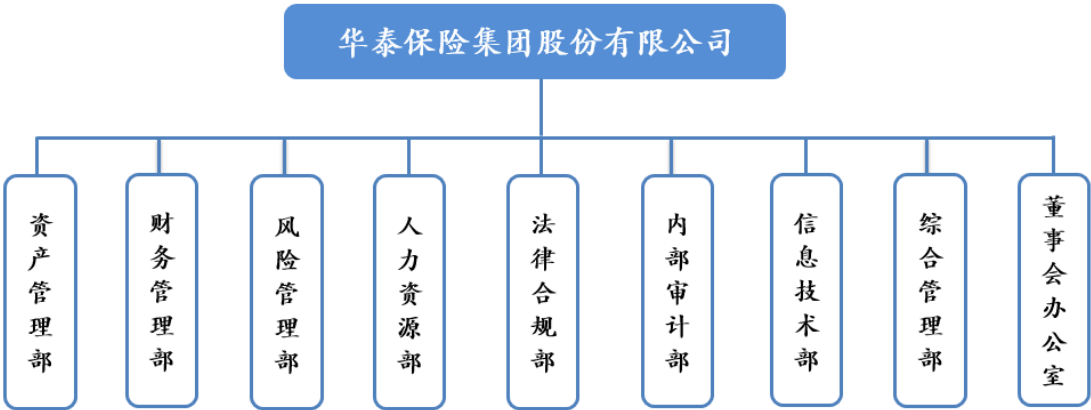 华泰保险集团股份有限公司
资产管理部
财务管理部
风险管理部
人力资源部
法律合规部
内部审计部
信息技术部
综合管理部
董事会办公室